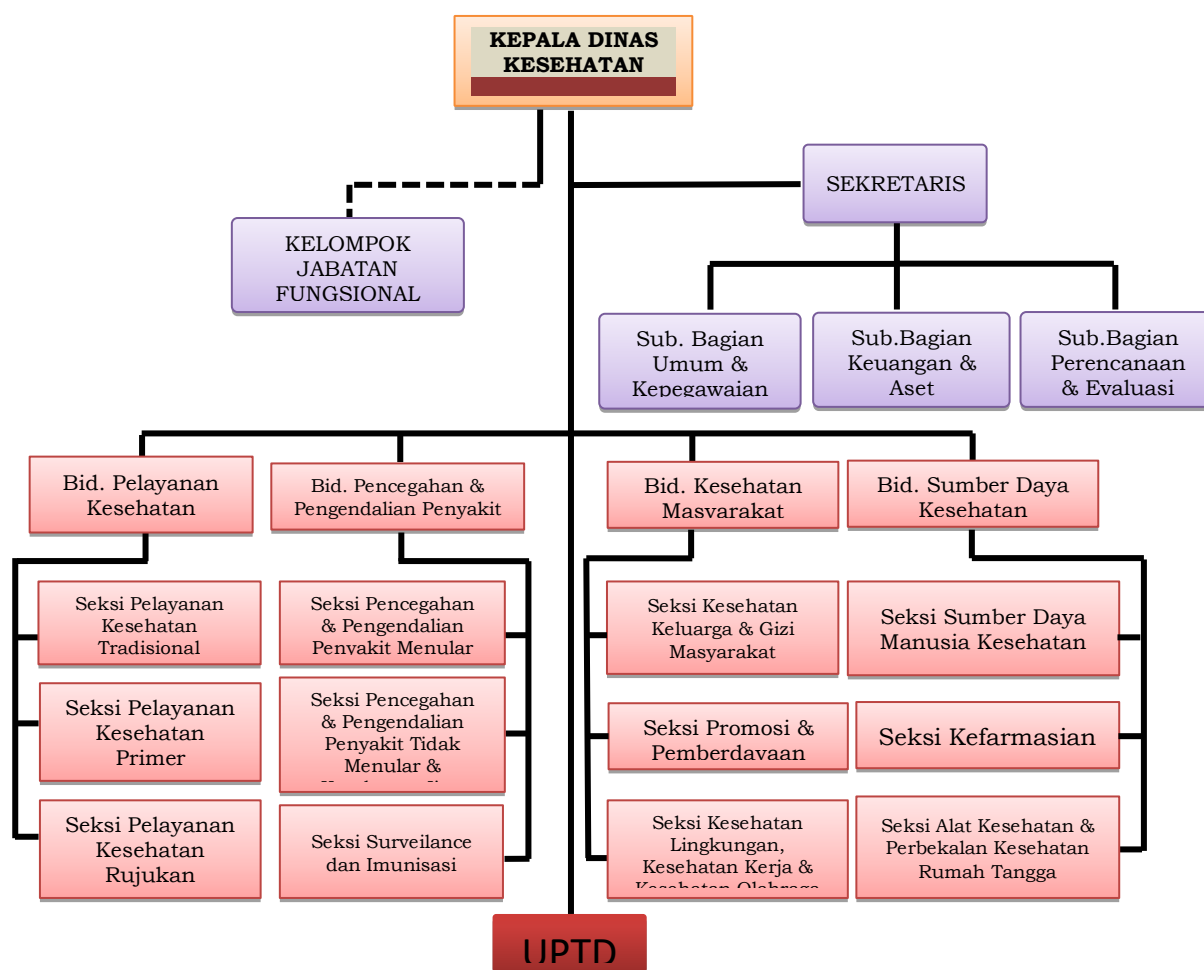 KEPALA DINAS
KESEHATAN
SEKRETARIS
KELOMPOK
JABATAN
FUNGSIONAL
Sub. Bagian
Umum &
Kepegawaian
Sub.Bagian
Keuangan &
Aset
Sub.Bagian
Perencanaan
& Evaluasi
Bid. Pelayanan
Kesehatan
Bid. Pencegahan &
Pengendalian Penyakit
Bid. Kesehatan
Masyarakat
Bid. Sumber Daya
Kesehatan
Seksi Pelayanan
Kesehatan
Tradisional
Seksi Pencegahan
& Pengendalian
Penyakit Menular
Seksi Kesehatan
Keluarga & Gizi
Masyarakat
Seksi Sumber Daya
Manusia Kesehatan
Seksi Pelayanan
Kesehatan
Primer
Seksi Pencegahan
& Pengendalian
Penyakit Tidak
Menular &
Seksi Promosi &
Pemberdayaan
Seksi Kefarmasian
Seksi Pelayanan
Kesehatan
Rujukan
Seksi Surveilance
dan Imunisasi
Seksi Kesehatan
Lingkungan,
Kesehatan Kerja &
Kesehatan Olahraga
Seksi Alat Kesehatan &
Perbekalan Kesehatan
Rumah Tangga
UPTD